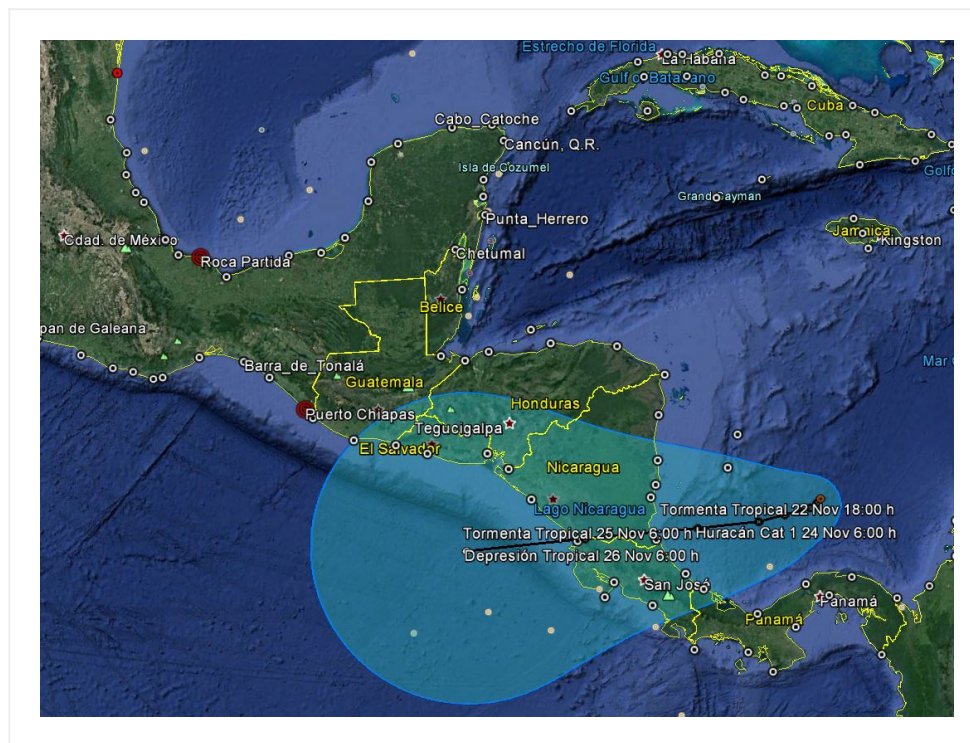 Estrecho de Florida
La Habana
Cuba
Cabo_Catoche
Cancún, Q.R.
Isla de Cozumel
Grand Cayman
Punta_Herrero
Jamaica
Kingston
Cdad. de México
Roca Partida
Chetumal
Belice
pan de Galeana
Barra_de_Tonalá
Mar
Guatemala
Honduras
Puerto Chiapas
Tegucigalpa
El Salvador
Nicaragua
Lago Nicaragua
Tormenta Tropical 22 Nov 18:00 h
Tormenta Tropical 25 Nov 6:00 h
Huracán Cat 1 24 Nov 6:00 h
Depresión Tropical 26 Nov 6:00 h
San José
Panamá
Panamá